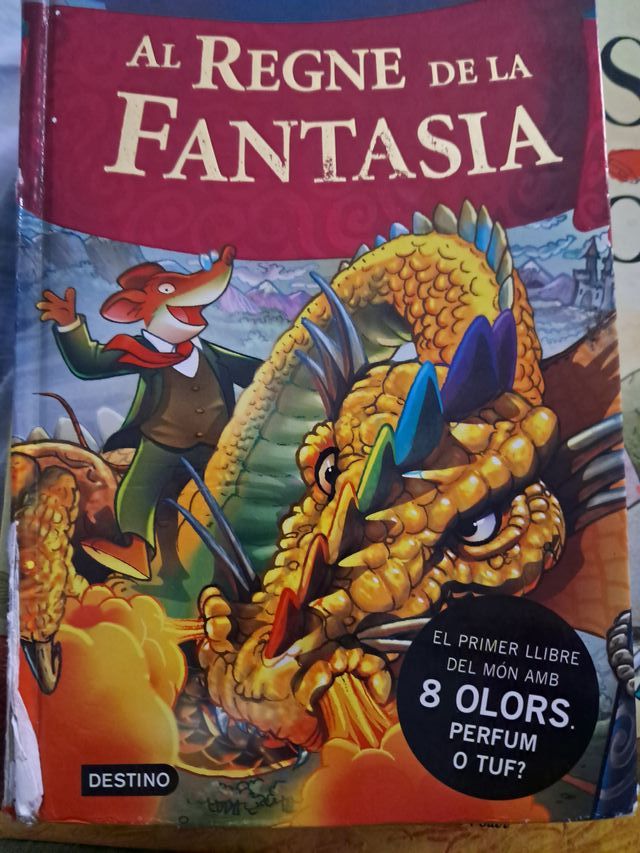 AL REGNE DE LA
FANTASIA
EL PRIMER LLIBRE
DEL MÓN AMB
8 OLORS.
PERFUM
O TUF?
DESTINO